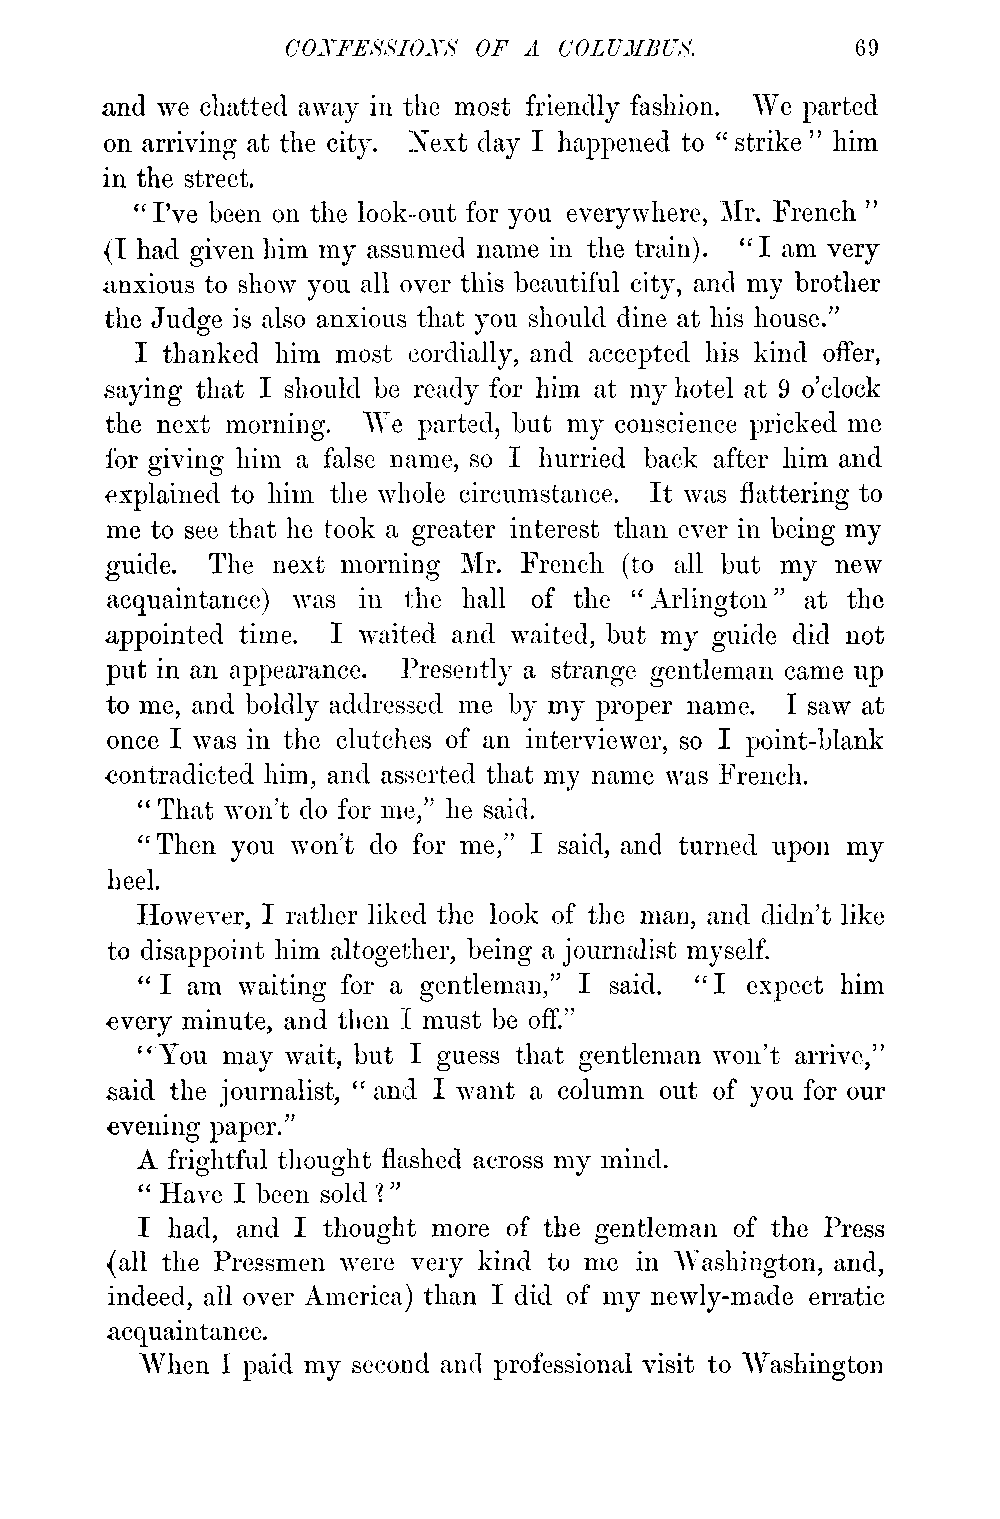 CONFESSIONS OF A COLUMBUS. 69
and we chatted away in the most friendly fashion. We parted
on arriving at the city. Next day I happened to “strike” him
in the street.
“I’ve been on the look-out for you everywhere, Mr. French”
(I had given him my assumed name in the train). “I am very
anxious to show you all over this beautiful city, and my brother
the Judge is also anxious that you should dine at his house.”
I thanked him most cordially, and accepted his kind offer,
saying that I should be ready for him at my hotel at 9 o’clock
the next morning. We parted, but my conscience pricked me
for giving him a false name, so I hurried back after him and
explained to him the whole circumstance. It was flattering to
me to see that he took a greater interest than ever in being my
guide. The next morning Mr. French (to all but my new
acquaintance) was in the hall of the “Arlington” at the
appointed time. I waited and waited, but my guide did not
put in an appearance. Presently a strange gentleman came up
to me, and boldly addressed me by my proper name. I saw at
once I was in the clutches of an interviewer, so I point-blank
contradicted him, and asserted that my name was French.
“That won’t do for me,” he said.
“Then you won’t do for me,” I said, and turned upon my
heel.
However, I rather liked the look of the man, and didn’t like
to disappoint him altogether, being a journalist myself.
“I am waiting for a gentleman,” I said. “I expect him
every minute, and then I must be off.”
“You may wait, but I guess that gentleman won’t arrive,”
said the journalist, “and I want a column out of you for our
evening paper.”
A frightful thought flashed across my mind.
“Have I been sold?”
I had, and I thought more of the gentleman of the Press
(all the Pressmen were very kind to me in Washington, and,
indeed, all over America) than I did of my newly-made erratic
acquaintance.
When I paid my second and professional visit to Washington